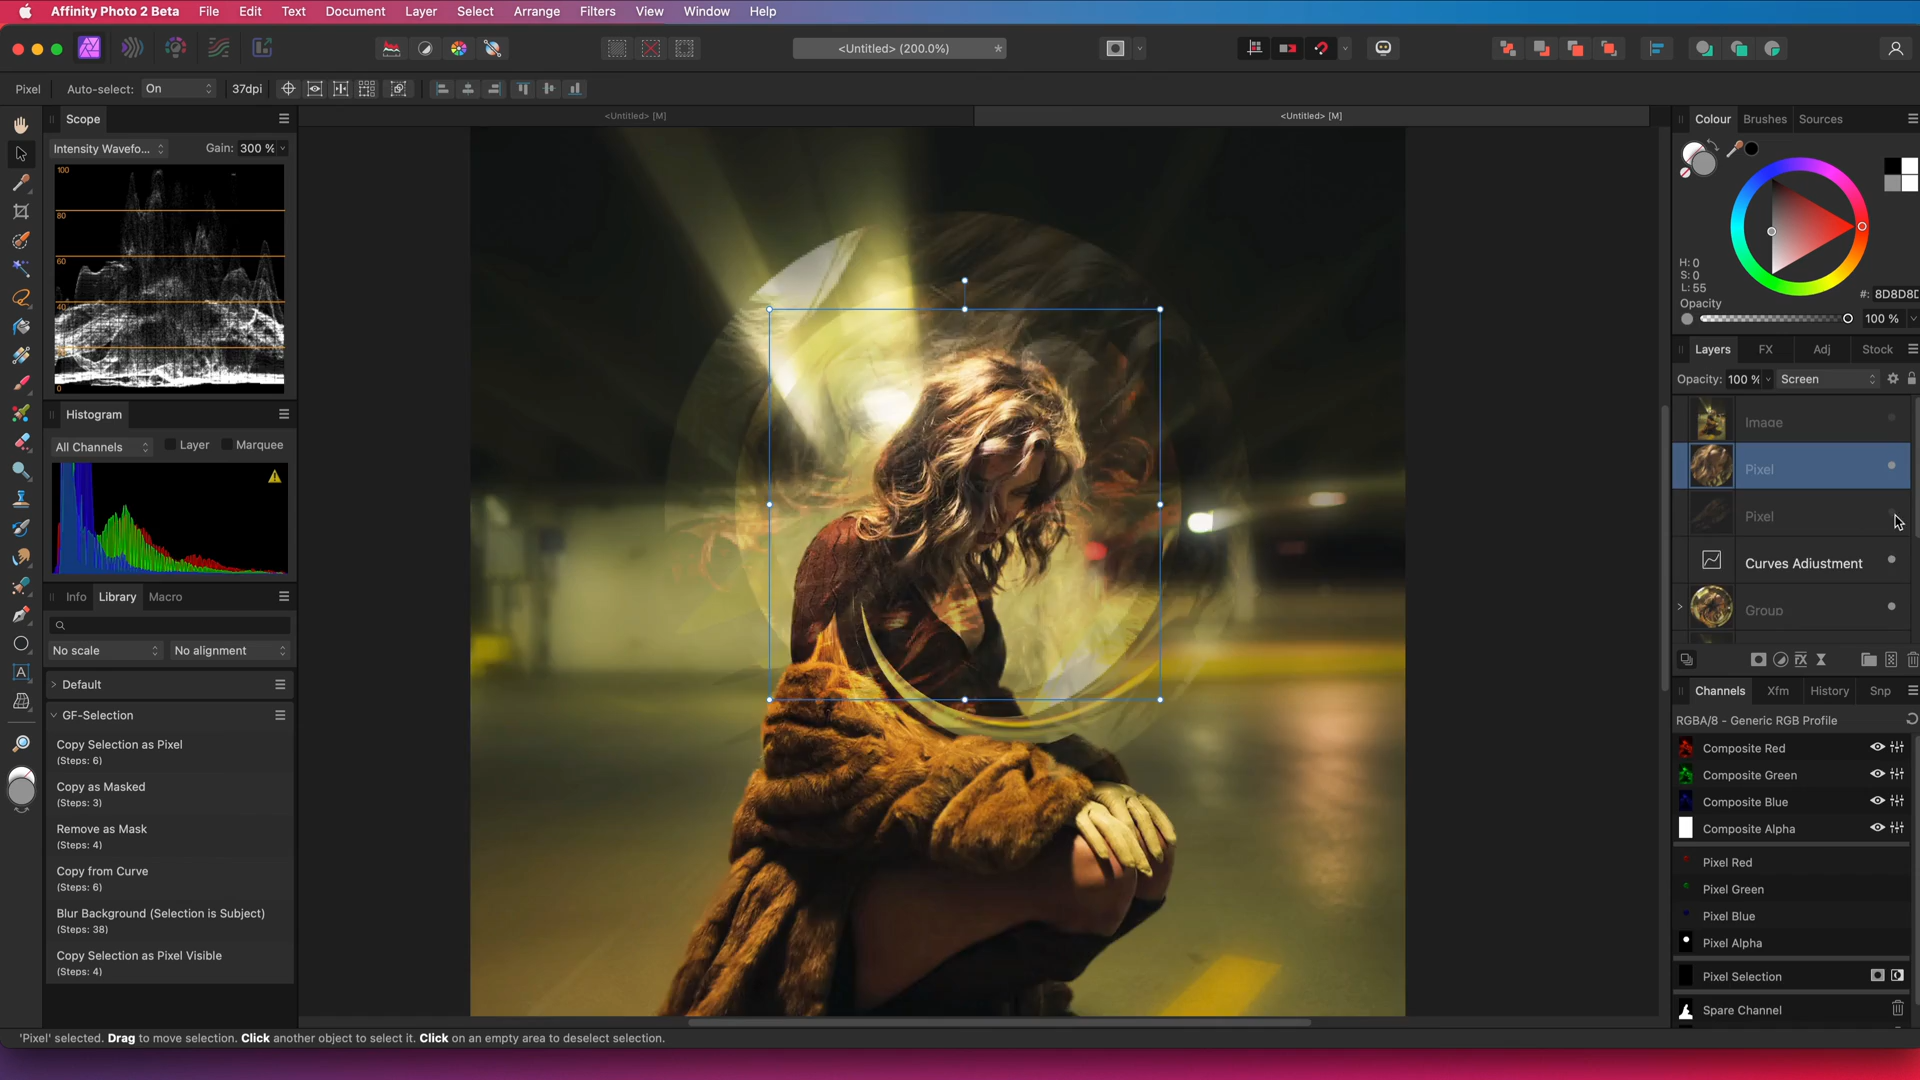 Affinity Photo 2 Beta File Edit Text Document Layer Select Arrange Filters View Window Help
<Untitled> (200.0%) *
Pixel Auto-select: On 37dpi
<Untitled> [M] <Untitled> [M]
Scope
Intensity Wavefo... Gain: 300 %
100
80
60
40
0
Histogram
All Channels Layer Marquee
Info Library Macro
No scale No alignment
Default
GF-Selection
Copy Selection as Pixel
(Steps: 6)
Copy as Masked
(Steps: 3)
Remove as Mask
(Steps: 4)
Copy from Curve
(Steps: 6)
Blur Background (Selection is Subject)
(Steps: 38)
Copy Selection as Pixel Visible
(Steps: 4)
Colour Brushes Sources
H: 0
S: 0
L: 55
#: 8D8D8D
Opacity
100 %
Layers FX Adj Stock
Opacity: 100 % Screen
Image
Pixel
Pixel
Curves Adjustment
Group
Channels Xfm History Snp
RGBA/8 - Generic RGB Profile
Composite Red
Composite Green
Composite Blue
Composite Alpha
Pixel Red
Pixel Green
Pixel Blue
Pixel Alpha
Pixel Selection
Spare Channel
'Pixel' selected. Drag to move selection. Click another object to select it. Click on an empty area to deselect selection.